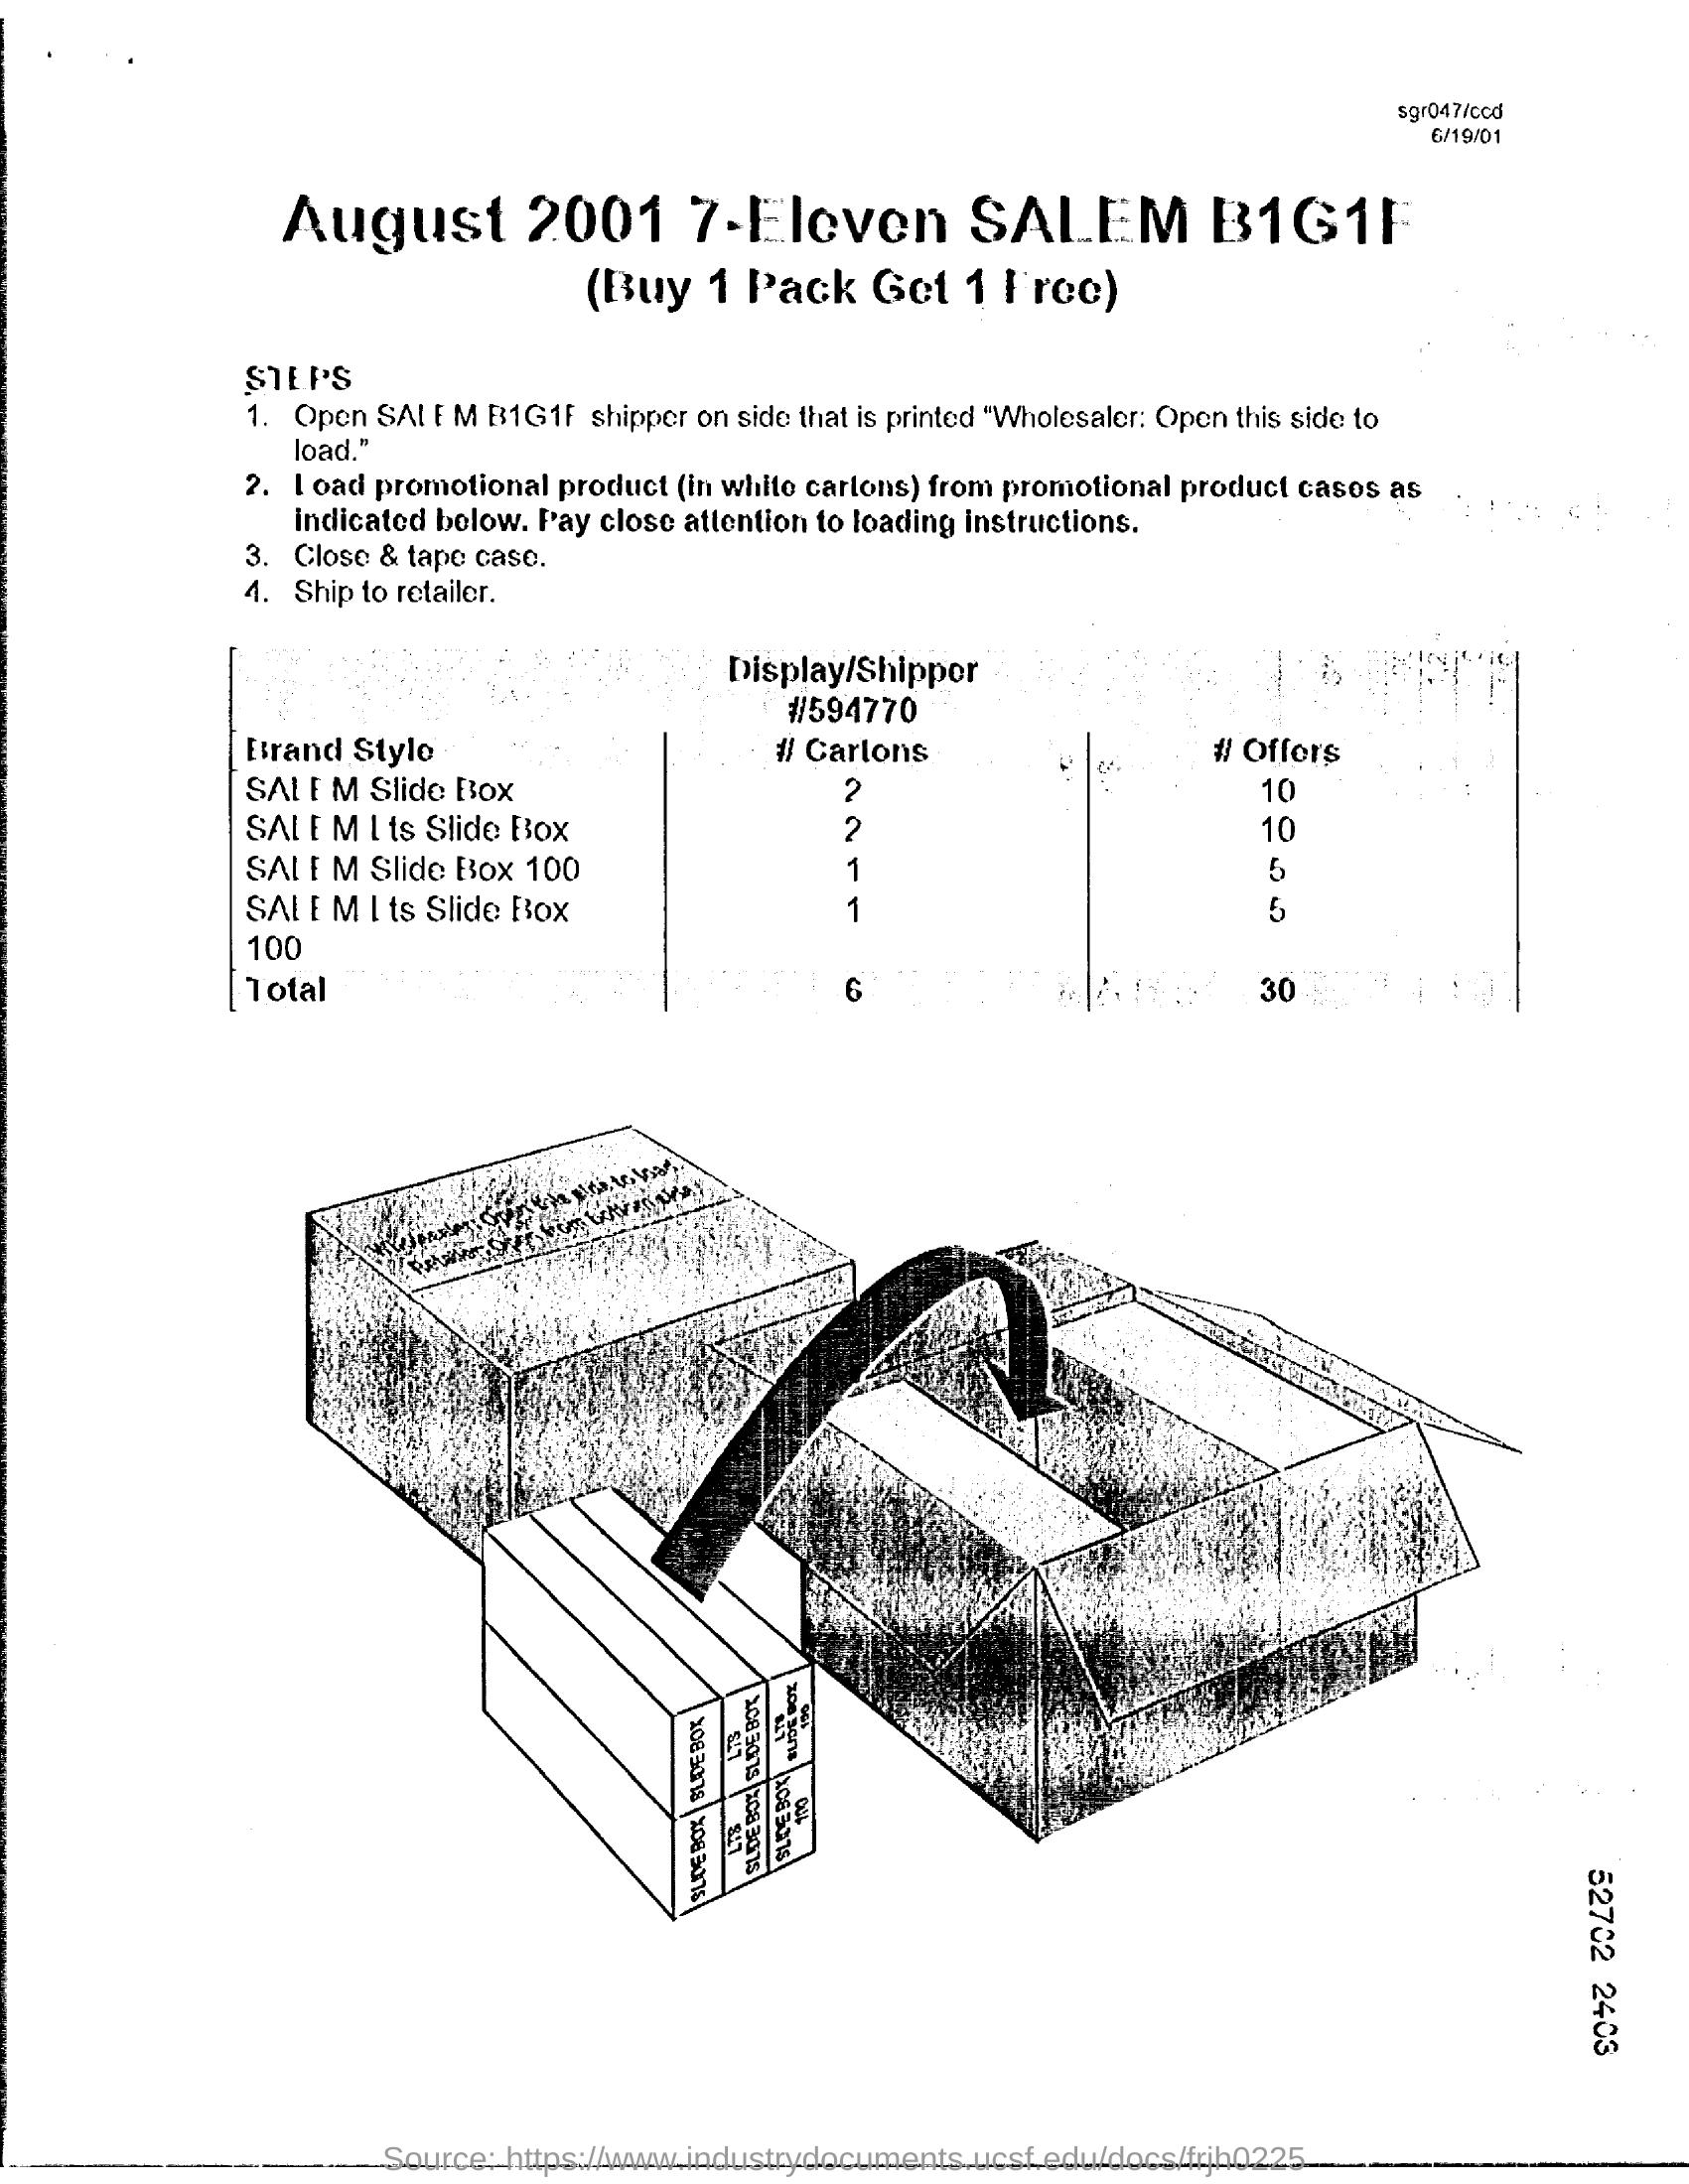 sgr047/ccd
6/19/01
August 2001 7-Eleven SALEM B1G1F
(Buy 1 Pack Get 1 Free)
STEPS
1. Open SALEM B1G1F shipper on side that is printed "Wholesaler: Open this side to
load."
2. Load promotional product (in white cartons) from promotional product cases as
indicated below. Pay close attention to loading instructions.
3. Close & tape case.
4. Ship to retailer.
Display/Shipper
#594770
Brand Style # Cartons # Offers
SALEM Slide Box 2 10
SALEM Lts Slide Box 2 10
SALEM Slide Box 100 1 5
SALEM Lts Slide Box 1 5
100
Total 6 30
Wholesaler: Open this side to load,
Retailer: Open from bottom side
SLIDE BOX
LTS
SLIDE BOX
LTS
SLIDE BOX
100
SLIDE BOX
LTS
SLIDE BOX
SLIDE BOX
100
52702 2403
Source: https://www.industrydocuments.ucsf.edu/docs/frjh0225